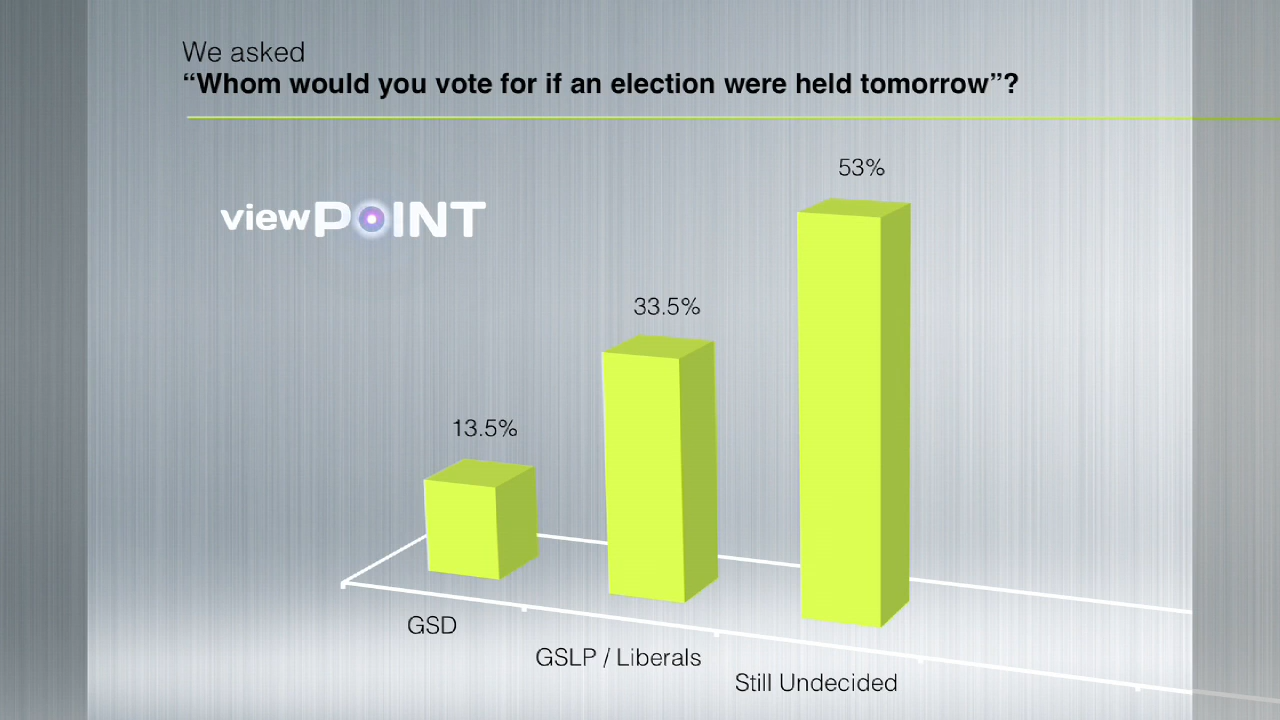 We asked
“Whom would you vote for if an election were held tomorrow”?
53%
viewPOINT
33.5%
13.5%
GSD
GSLP / Liberals
Still Undecided